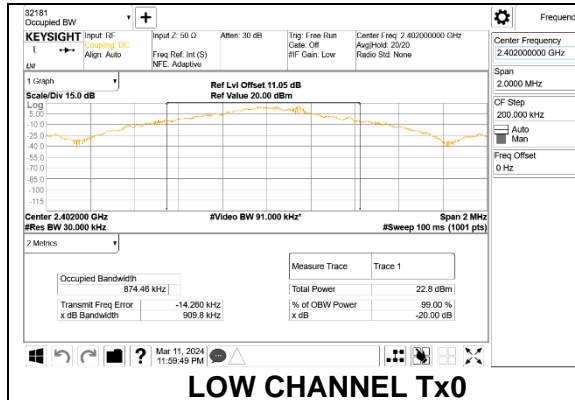 32181
Occupied BW
+
Frequenc
KEYSIGHT Input: RF Input Z: 50 Ω Atten: 30 dB Trig: Free Run Center Freq: 2.402000000 GHz
L Coupling: DC Gate: Off Avg|Hold: 20/20
Align: Auto Freq Ref: Int (S) #IF Gain: Low Radio Std: None
NFE: Adaptive
Center Frequency
2.402000000 GHz
Span
2.0000 MHz
CF Step
200.000 kHz
Auto
Man
Freq Offset
0 Hz
1 Graph
Ref Lvl Offset 11.05 dB
Scale/Div 15.0 dB Ref Value 20.00 dBm
Log
5.00
-10.0
-25.0
-40.0
-55.0
-70.0
-85.0
-100
-115
Center 2.402000 GHz #Video BW 91.000 kHz* Span 2 MHz
#Res BW 30.000 kHz #Sweep 100 ms (1001 pts)
2 Metrics
Measure Trace Trace 1
Occupied Bandwidth
874.46 kHz Total Power 22.8 dBm
Transmit Freq Error -14.260 kHz % of OBW Power 99.00 %
x dB Bandwidth 909.8 kHz x dB -20.00 dB
? Mar 11, 2024
11:59:49 PM
LOW CHANNEL Tx0